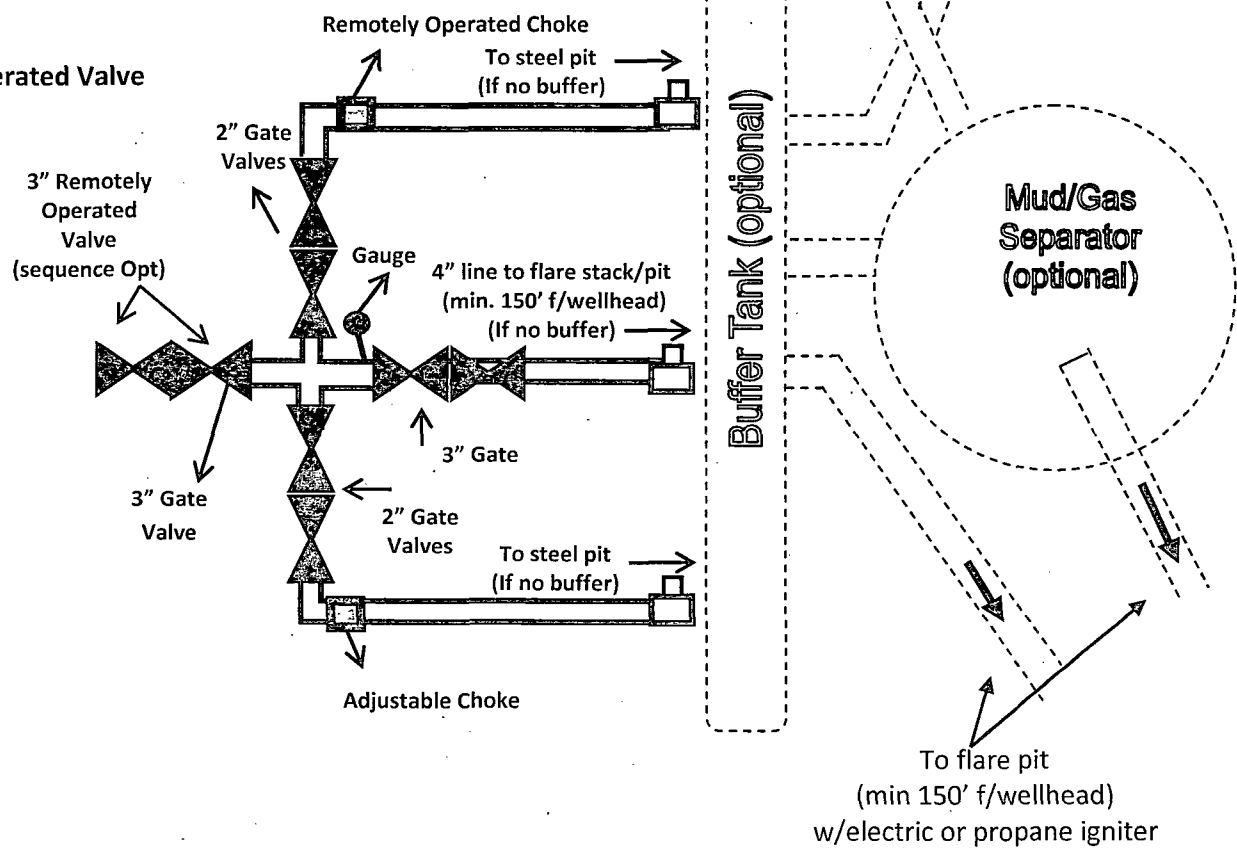 Remotely Operated Choke
To steel pit
(If no buffer)
erated Valve
2" Gate
Valves
3" Remotely
Operated
Valve
(sequence Opt)
Gauge
4" line to flare stack/pit
(min. 150' f/wellhead)
(If no buffer)
Buffer Tank (optional)
Mud/Gas
Separator
(optional)
3" Gate
3" Gate
Valve
2" Gate
Valves
To steel pit
(If no buffer)
Adjustable Choke
To flare pit
(min 150' f/wellhead)
w/electric or propane igniter